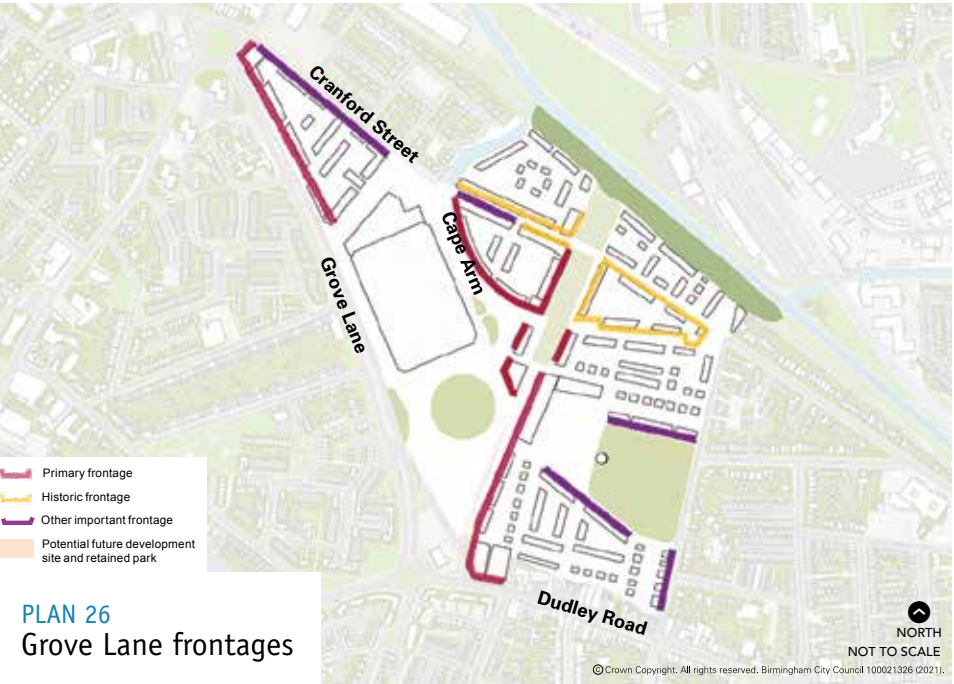 Cranford Street
Cape Arm
Grove Lane
Primary frontage
Historic frontage
Other important frontage
Potential future development
site and retained park
Dudley Road
PLAN 26
Grove Lane frontages
NORTH
NOT TO SCALE
© Crown Copyright. All rights reserved. Birmingham City Council 100021326 (2021).